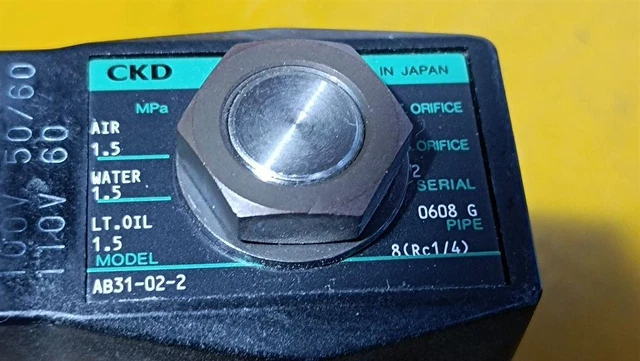 CKD
IN JAPAN
MPa
ORIFICE
AIR
1.5
ORIFICE
WATER
1.5
2
SERIAL
LT.OIL
1.5
0608 G
PIPE
8(Rc1/4)
MODEL
AB31-02-2
100V 50/60
110V 60